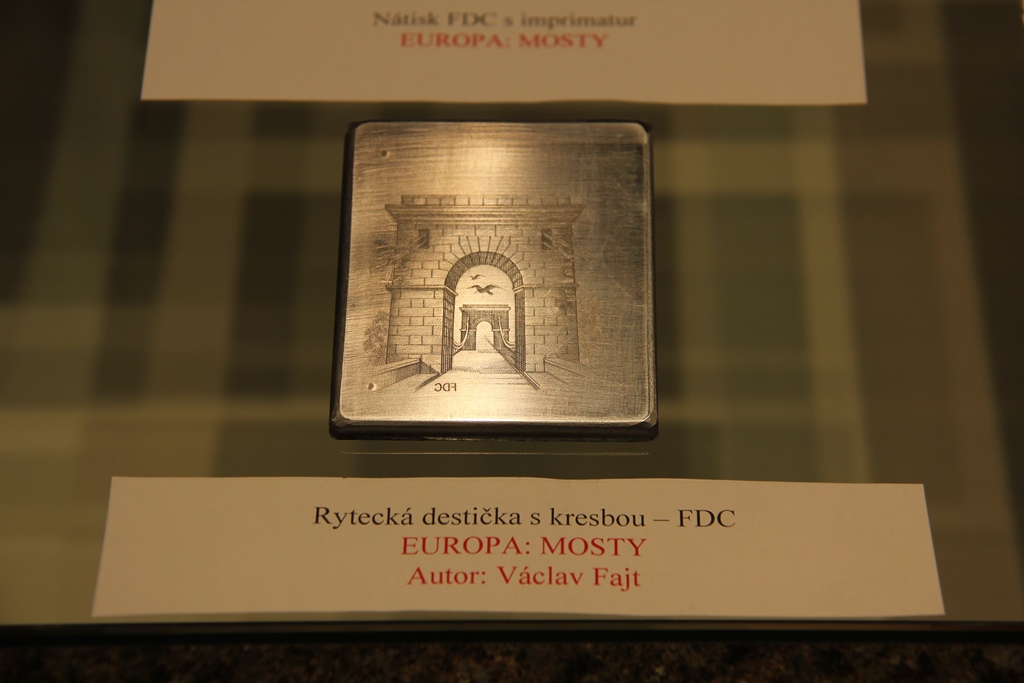 Nátisk FDC s imprimatur
EUROPA: MOSTY
FDC
Rytecká destička s kresbou – FDC
EUROPA: MOSTY
Autor: Václav Fajt